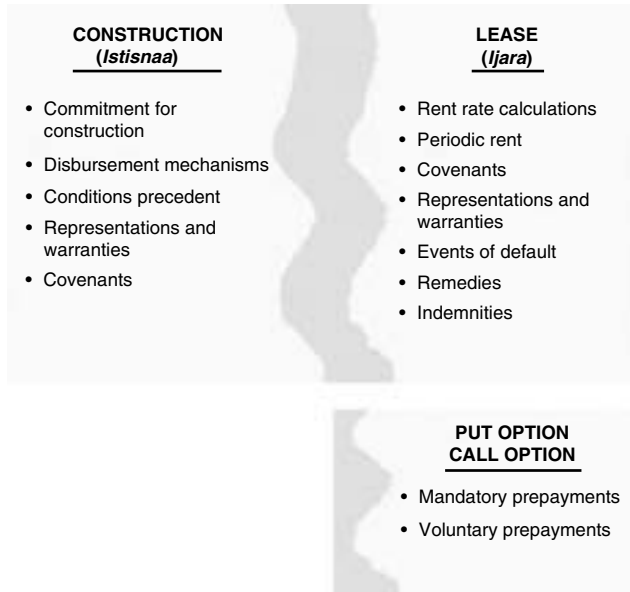 CONSTRUCTION
(Istisnaa)
• Commitment for
construction
• Disbursement mechanisms
• Conditions precedent
• Representations and
warranties
• Covenants
LEASE
(Ijara)
• Rent rate calculations
• Periodic rent
• Covenants
• Representations and
warranties
• Events of default
• Remedies
• Indemnities
PUT OPTION
CALL OPTION
• Mandatory prepayments
• Voluntary prepayments